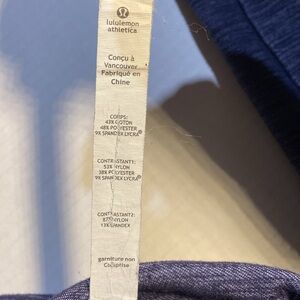 lululemon
athletica
Conçu à
Vancouver
Fabriqué en
Chine
CORPS:
43% COTON
48% POLYESTER
9% SPANDEX LYCRA®
CONTRASTANT1:
53% NYLON
38% POLYESTER
9% SPANDEX LYCRA®
CONTRASTANT2:
87% NYLON
13% SPANDEX
garniture non
Comprise